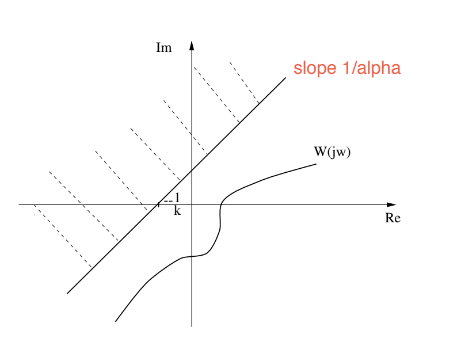 Im
slope 1/alpha
W(jw)
-- 1
k
Re